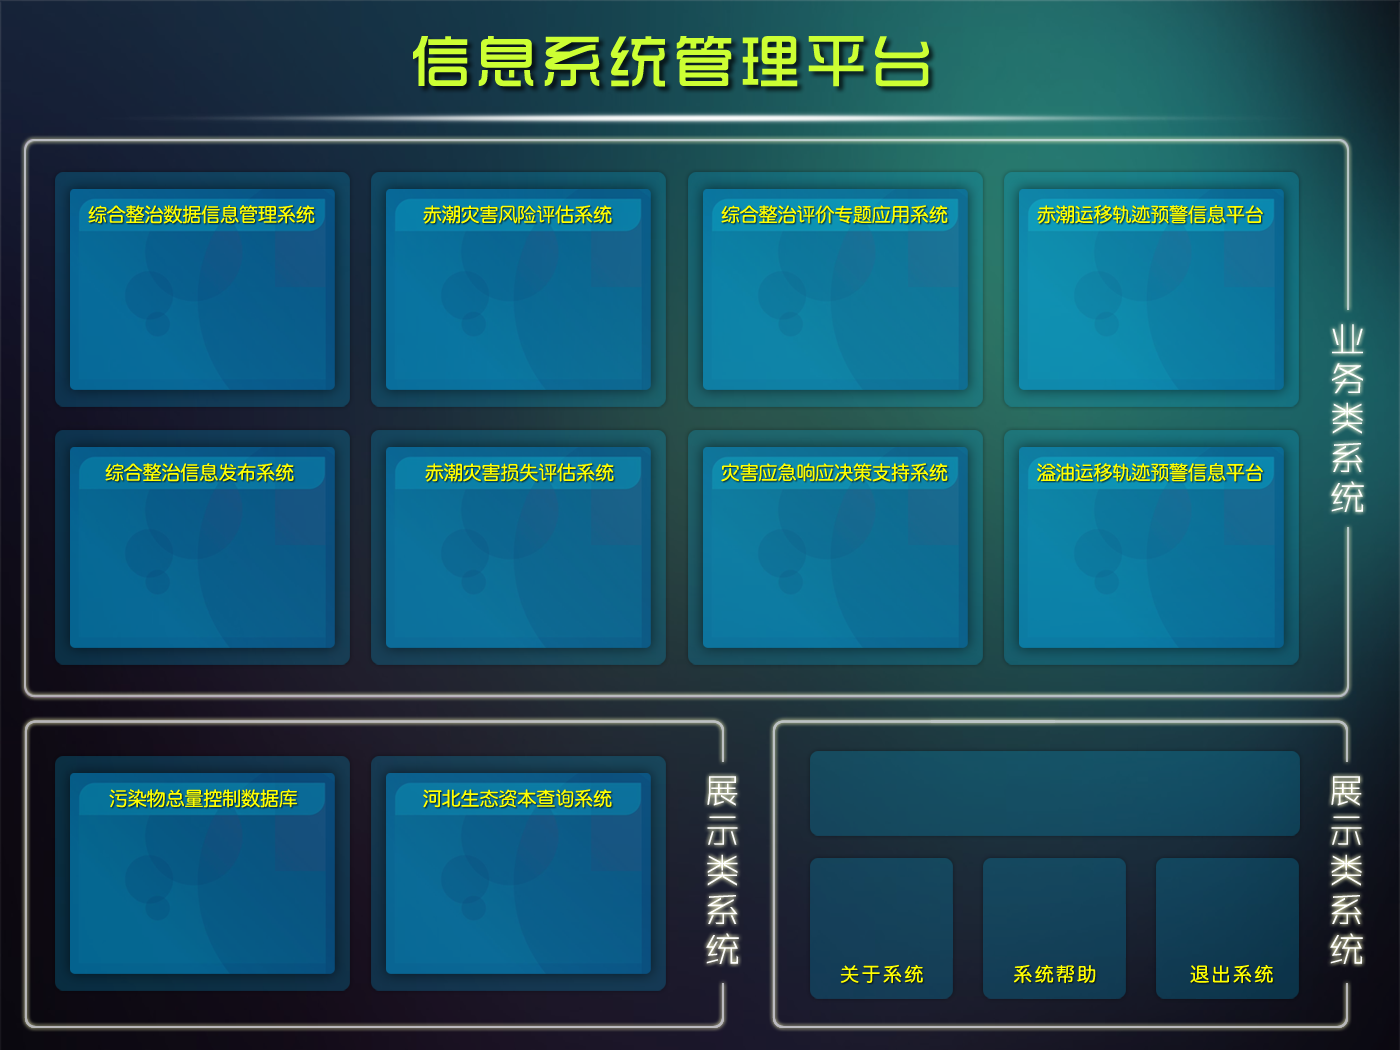 信息系统管理平台
综合整治数据信息管理系统
赤潮灾害风险评估系统
综合整治评价专题应用系统
赤潮运移轨迹预警信息平台
综合整治信息发布系统
赤潮灾害损失评估系统
灾害应急响应决策支持系统
溢油运移轨迹预警信息平台
业务类系统
污染物总量控制数据库
河北生态资本查询系统
展示类系统
关于系统
系统帮助
退出系统
展示类系统